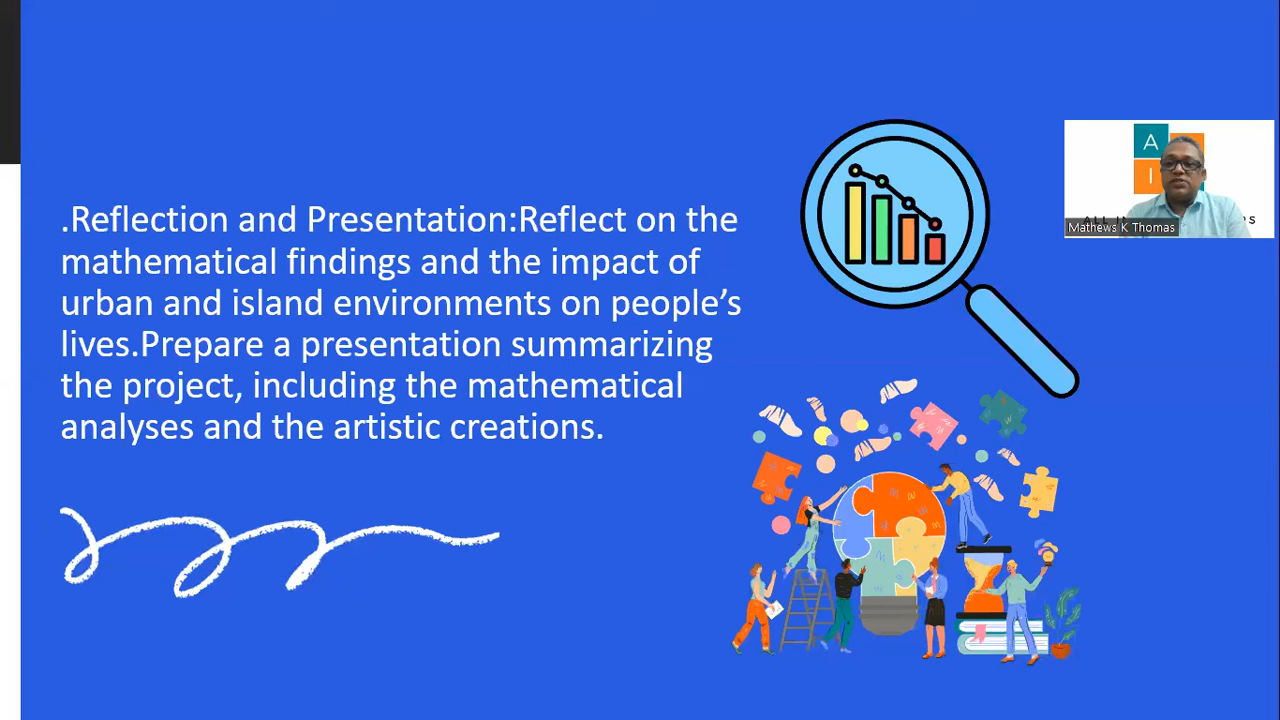 .Reflection and Presentation:Reflect on the
mathematical findings and the impact of
urban and island environments on people’s
lives.Prepare a presentation summarizing
the project, including the mathematical
analyses and the artistic creations.
A
I
Mathews K Thomas